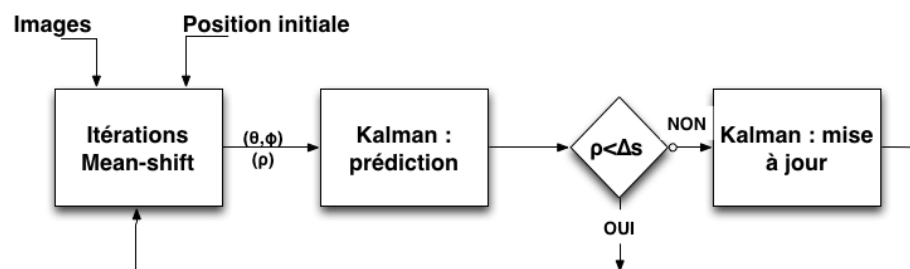 Images
Position initiale
Itérations
Mean-shift
(θ,φ)
(ρ)
Kalman :
prédiction
ρ<Δs
NON
Kalman : mise
à jour
OUI